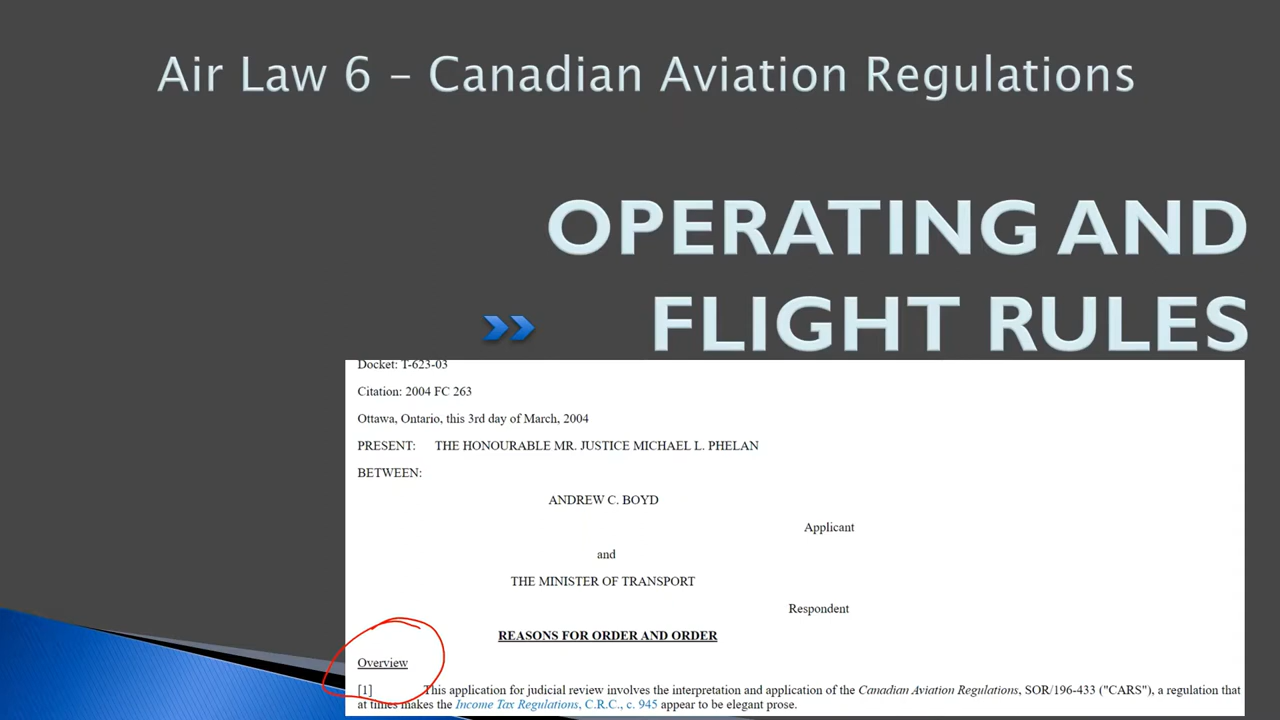 Air Law 6 – Canadian Aviation Regulations
OPERATING AND
FLIGHT RULES
Docket: T-623-03
Citation: 2004 FC 263
Ottawa, Ontario, this 3rd day of March, 2004
PRESENT: THE HONOURABLE MR. JUSTICE MICHAEL L. PHELAN
BETWEEN:
ANDREW C. BOYD
Applicant
and
THE MINISTER OF TRANSPORT
Respondent
REASONS FOR ORDER AND ORDER
Overview
[1] This application for judicial review involves the interpretation and application of the Canadian Aviation Regulations, SOR/196-433 ("CARS"), a regulation that
at times makes the Income Tax Regulations, C.R.C., c. 945 appear to be elegant prose.